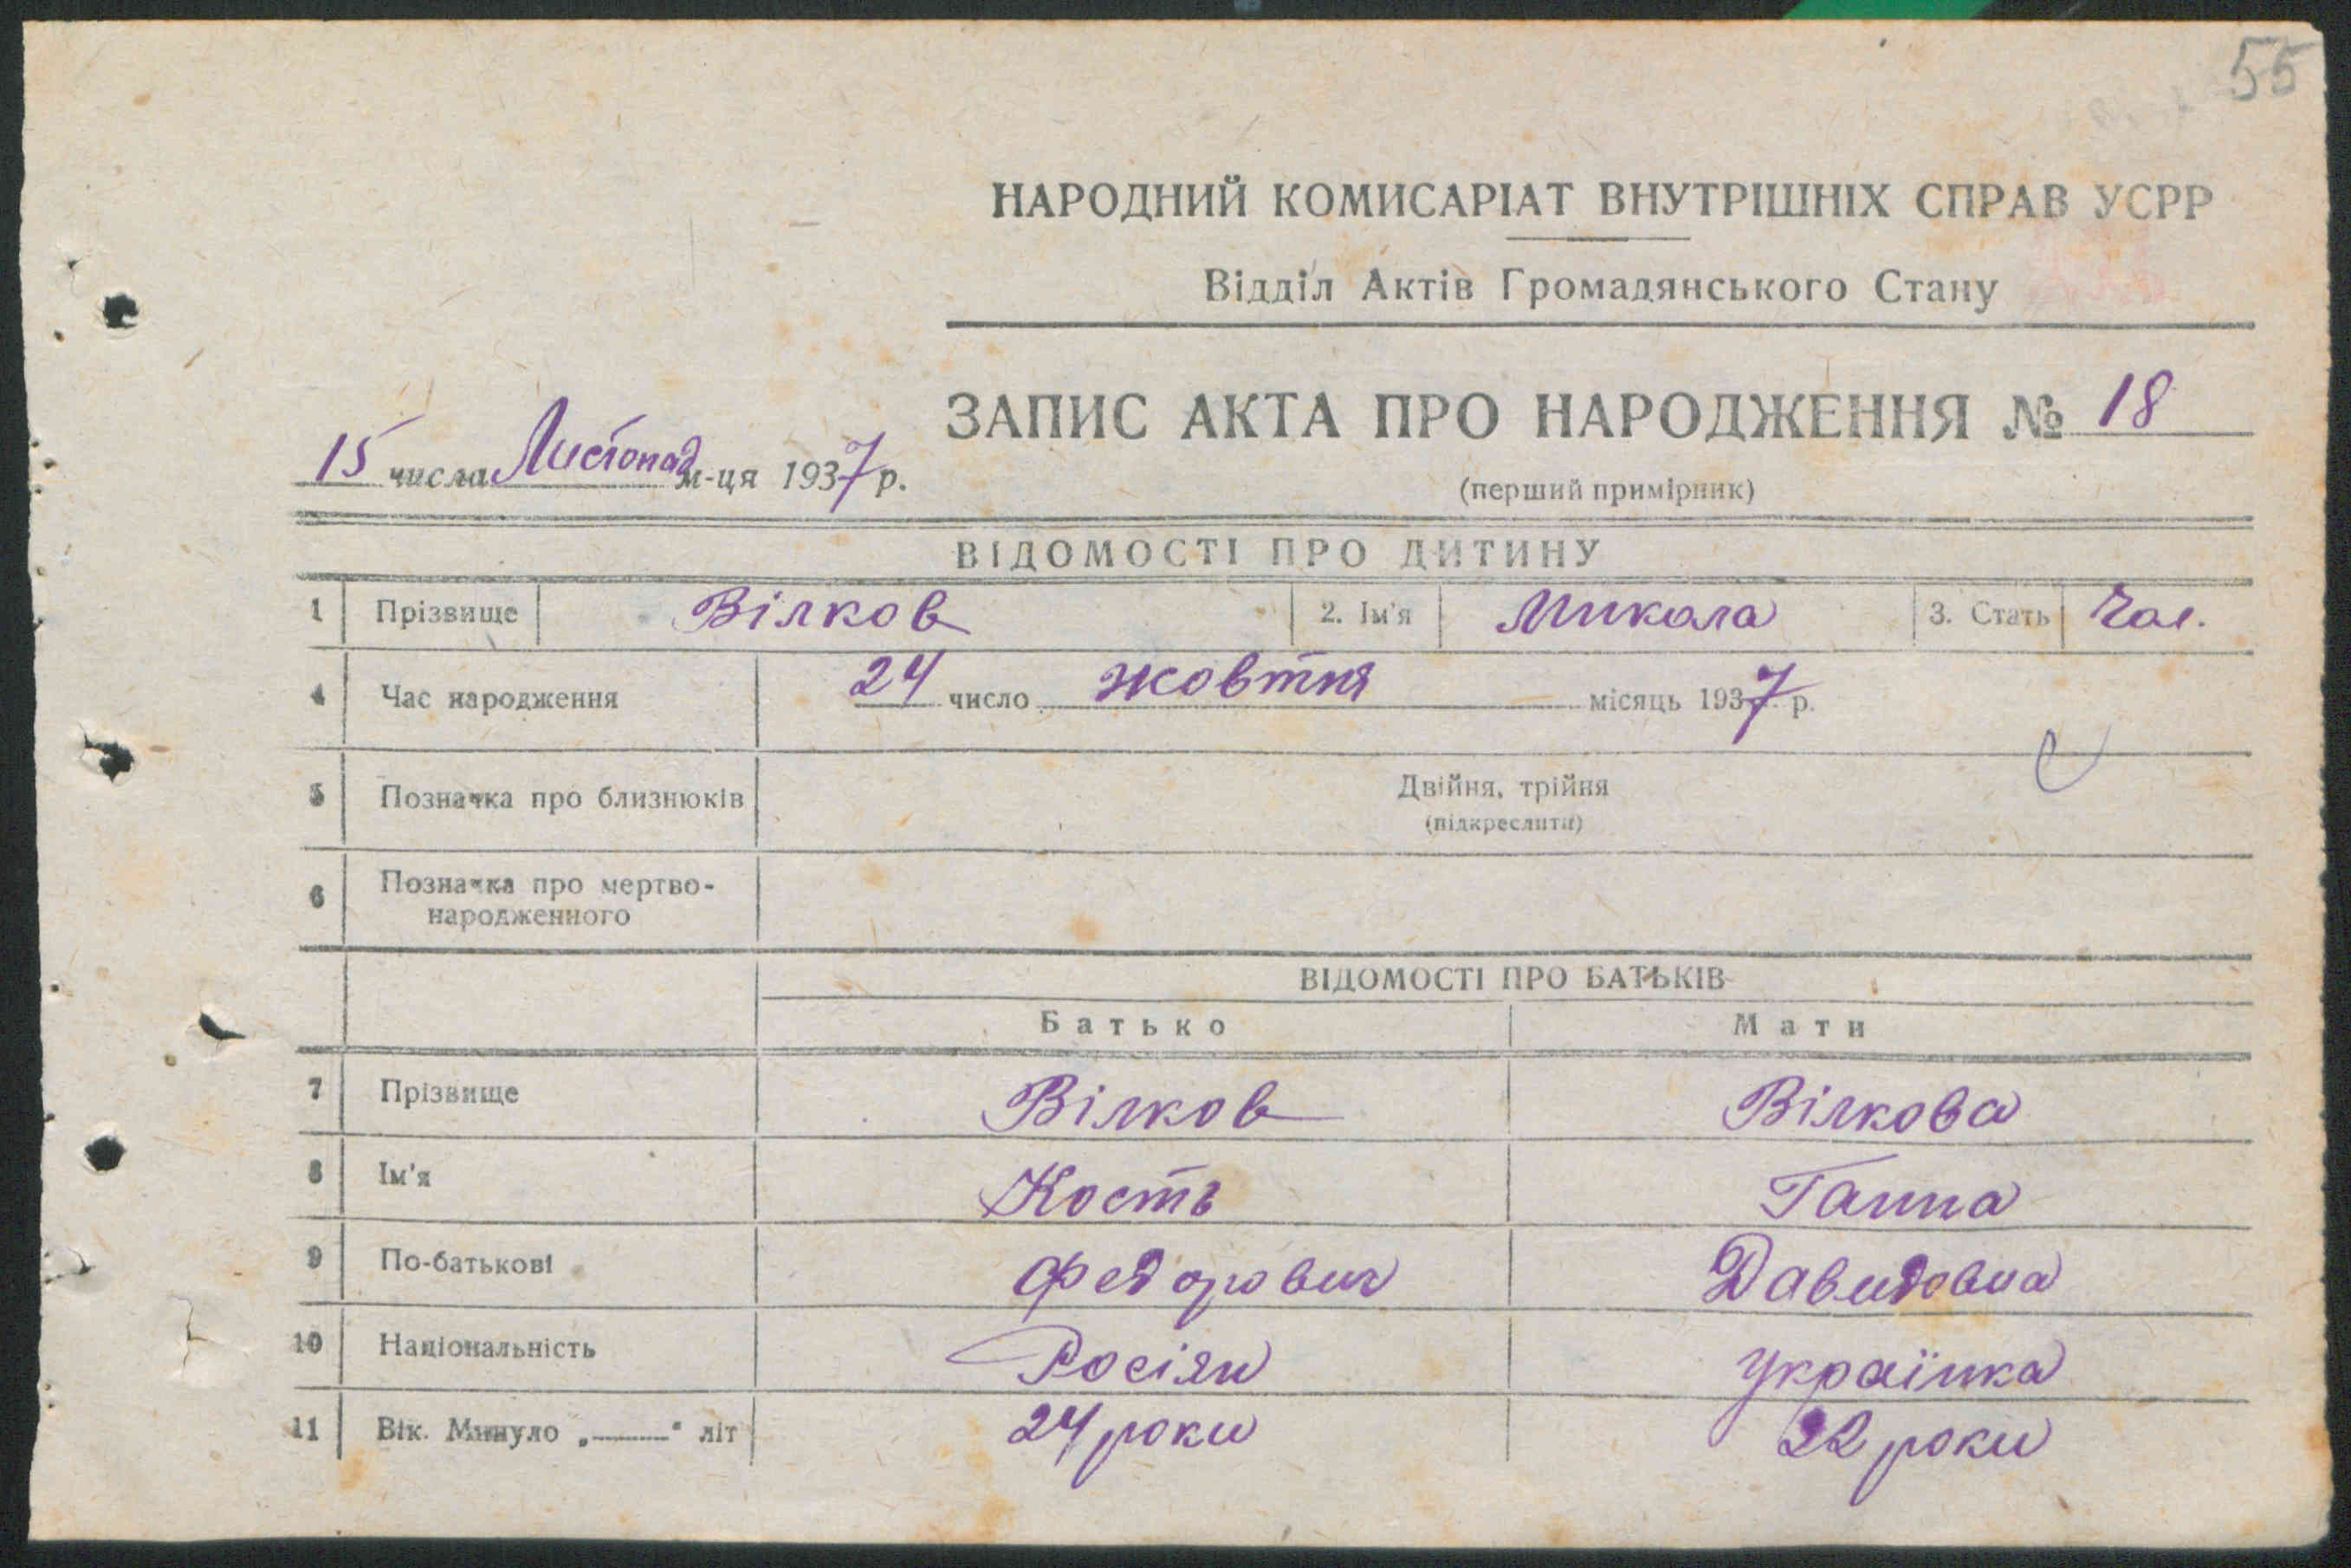 55
НАРОДНИЙ КОМИСАРІАТ ВНУТРІШНІХ СПРАВ УСРР
Відділ Актів Громадянського Стану
ЗАПИС АКТА ПРО НАРОДЖЕННЯ № 18
15 числа Листопад м-ця 1937 р.
(перший примірник)
ВІДОМОСТІ ПРО ДИТИНУ
1 Прізвище Вілков 2. Ім'я Микола 3. Стать Чол.
4 Час народження 24 число жовтня місяць 1937 р.
5 Позначка про близнюків Двійня, трійня
(підкреслити)
6 Позначка про мертво-
народженного
ВІДОМОСТІ ПРО БАТЬКІВ
Батько Мати
7 Прізвище Вілков Вілкова
8 Ім'я Кость Ганна
9 По-батькові Федорович Давидовна
10 Національність Росіян Українка
11 Вік. Минуло „——“ літ 24 роки 22 роки